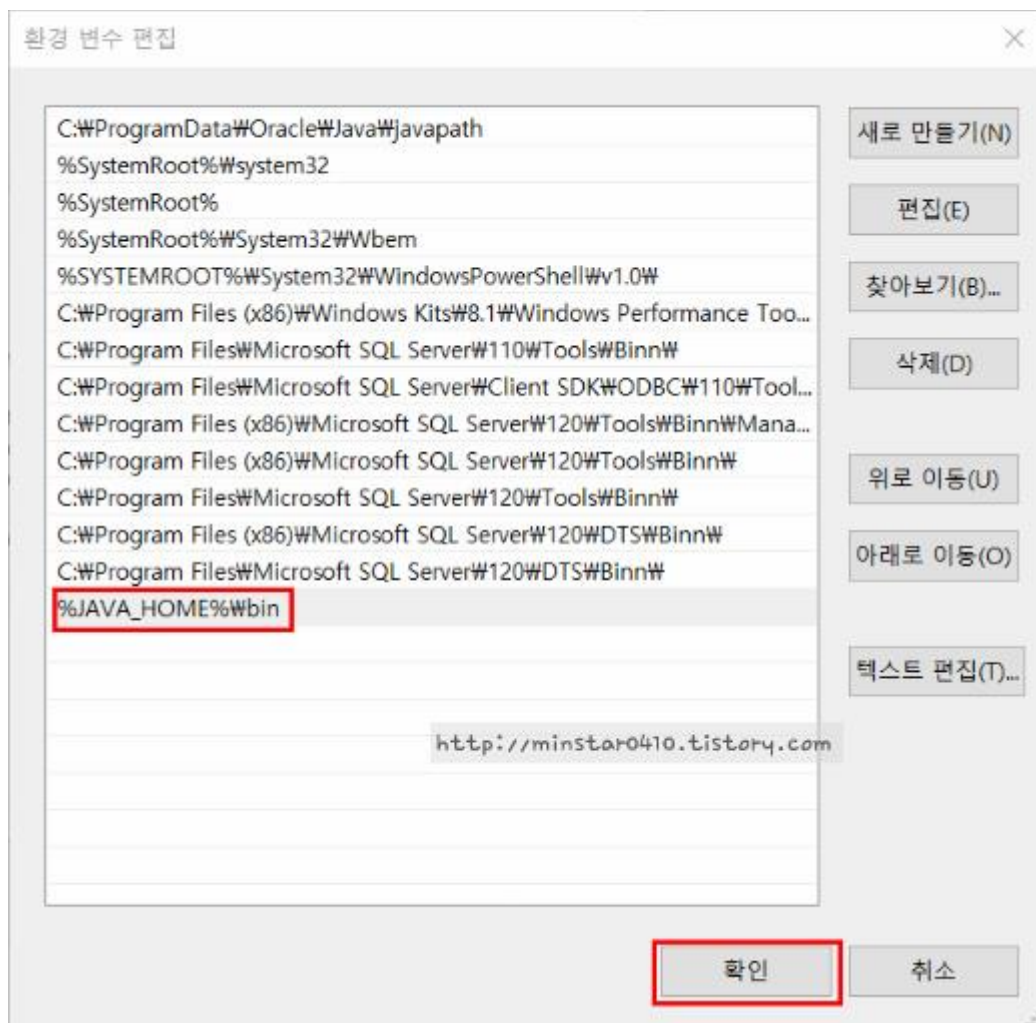 환경 변수 편집
C:₩ProgramData₩Oracle₩Java₩javapath
%SystemRoot%₩system32
%SystemRoot%
%SystemRoot%₩System32₩Wbem
%SYSTEMROOT%₩System32₩WindowsPowerShell₩v1.0₩
C:₩Program Files (x86)₩Windows Kits₩8.1₩Windows Performance Too...
C:₩Program Files₩Microsoft SQL Server₩110₩Tools₩Binn₩
C:₩Program Files₩Microsoft SQL Server₩Client SDK₩ODBC₩110₩Tool...
C:₩Program Files (x86)₩Microsoft SQL Server₩120₩Tools₩Binn₩Mana...
C:₩Program Files (x86)₩Microsoft SQL Server₩120₩Tools₩Binn₩
C:₩Program Files₩Microsoft SQL Server₩120₩Tools₩Binn₩
C:₩Program Files (x86)₩Microsoft SQL Server₩120₩DTS₩Binn₩
C:₩Program Files₩Microsoft SQL Server₩120₩DTS₩Binn₩
%JAVA_HOME%₩bin
새로 만들기(N)
편집(E)
찾아보기(B)...
삭제(D)
위로 이동(U)
아래로 이동(O)
텍스트 편집(T)...
http://minstar0410.tistory.com
확인
취소